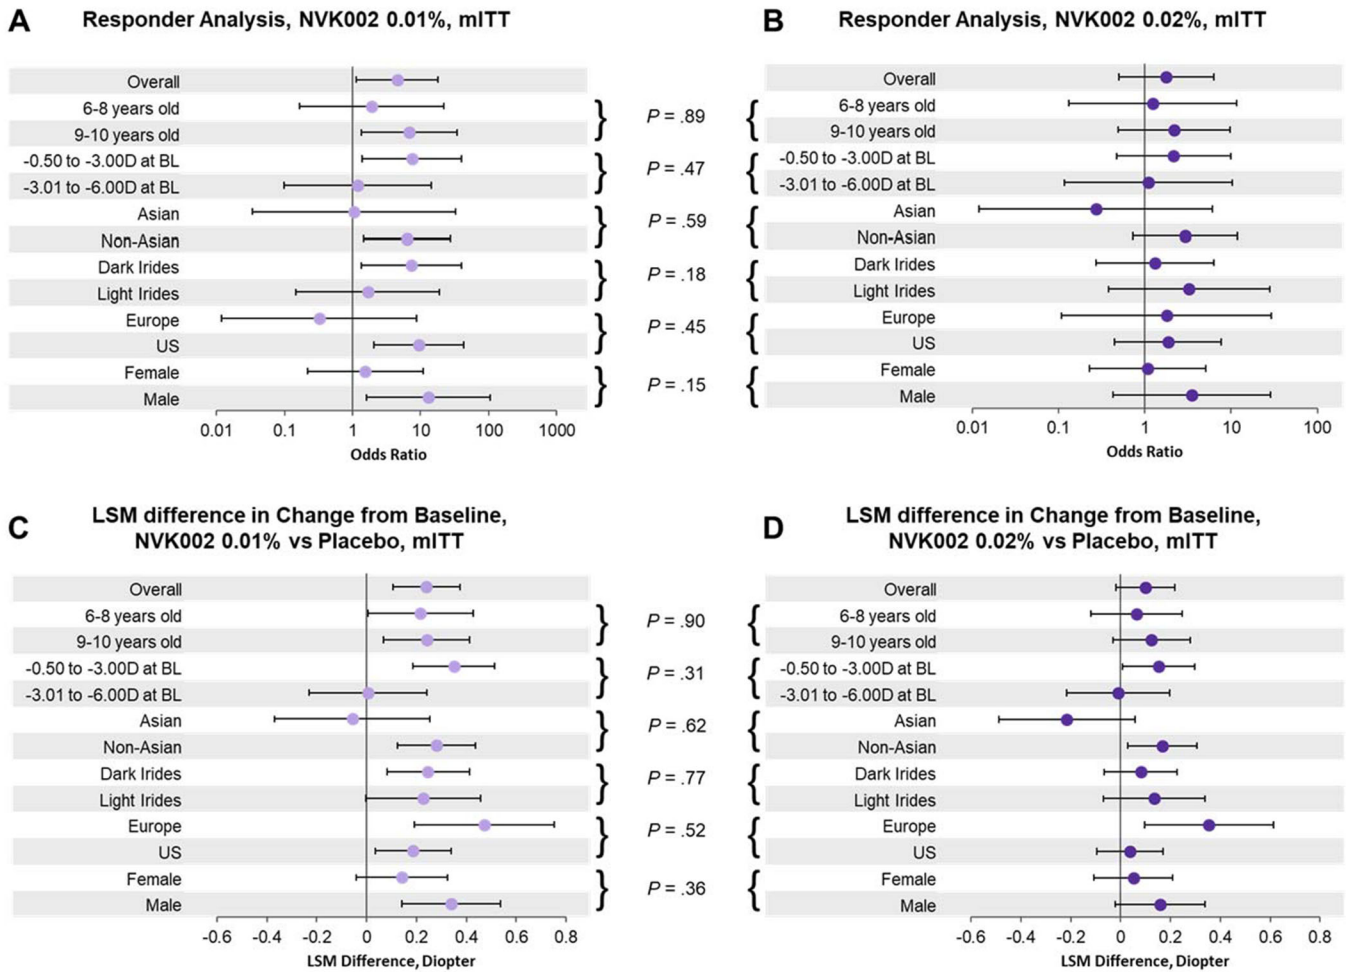 A
Responder Analysis, NVK002 0.01%, mITT
Overall
6-8 years old
9-10 years old
-0.50 to -3.00D at BL
-3.01 to -6.00D at BL
Asian
Non-Asian
Dark Irides
Light Irides
Europe
US
Female
Male
0.01 0.1 1 10 100 1000
Odds Ratio
P = .89
P = .47
P = .59
P = .18
P = .45
P = .15
B
Responder Analysis, NVK002 0.02%, mITT
Overall
6-8 years old
9-10 years old
-0.50 to -3.00D at BL
-3.01 to -6.00D at BL
Asian
Non-Asian
Dark Irides
Light Irides
Europe
US
Female
Male
0.01 0.1 1 10 100
Odds Ratio
C
LSM difference in Change from Baseline,
NVK002 0.01% vs Placebo, mITT
Overall
6-8 years old
9-10 years old
-0.50 to -3.00D at BL
-3.01 to -6.00D at BL
Asian
Non-Asian
Dark Irides
Light Irides
Europe
US
Female
Male
-0.6 -0.4 -0.2 0 0.2 0.4 0.6 0.8
LSM Difference, Diopter
P = .90
P = .31
P = .62
P = .77
P = .52
P = .36
D
LSM difference in Change from Baseline,
NVK002 0.02% vs Placebo, mITT
Overall
6-8 years old
9-10 years old
-0.50 to -3.00D at BL
-3.01 to -6.00D at BL
Asian
Non-Asian
Dark Irides
Light Irides
Europe
US
Female
Male
-0.6 -0.4 -0.2 0 0.2 0.4 0.6 0.8
LSM Difference, Diopter